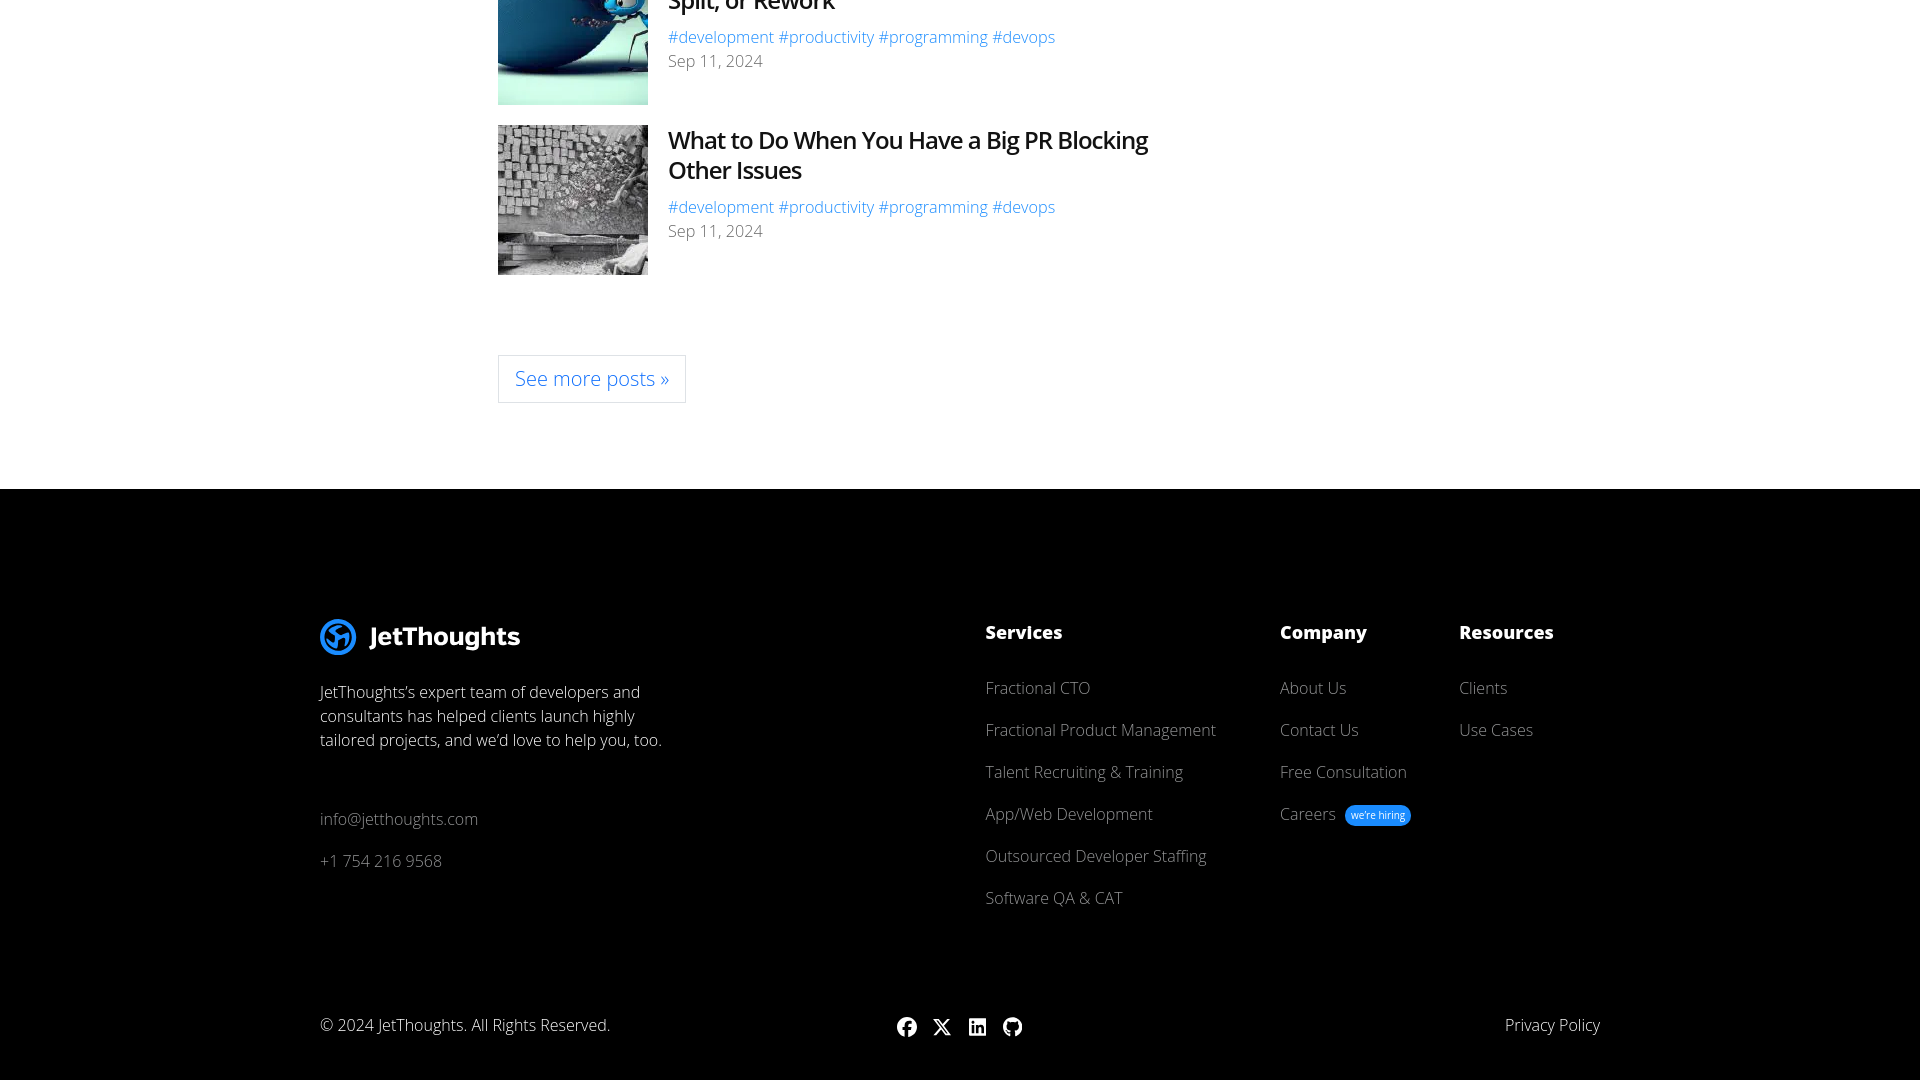 Split, or Rework
#development #productivity #programming #devops
Sep 11, 2024
What to Do When You Have a Big PR Blocking
Other Issues
#development #productivity #programming #devops
Sep 11, 2024
See more posts »
JetThoughts
JetThoughts’s expert team of developers and
consultants has helped clients launch highly
tailored projects, and we’d love to help you, too.
info@jetthoughts.com
+1 754 216 9568
Services
Fractional CTO
Fractional Product Management
Talent Recruiting & Training
App/Web Development
Outsourced Developer Staffing
Software QA & CAT
Company
About Us
Contact Us
Free Consultation
Careers we’re hiring
Resources
Clients
Use Cases
© 2024 JetThoughts. All Rights Reserved.
Privacy Policy